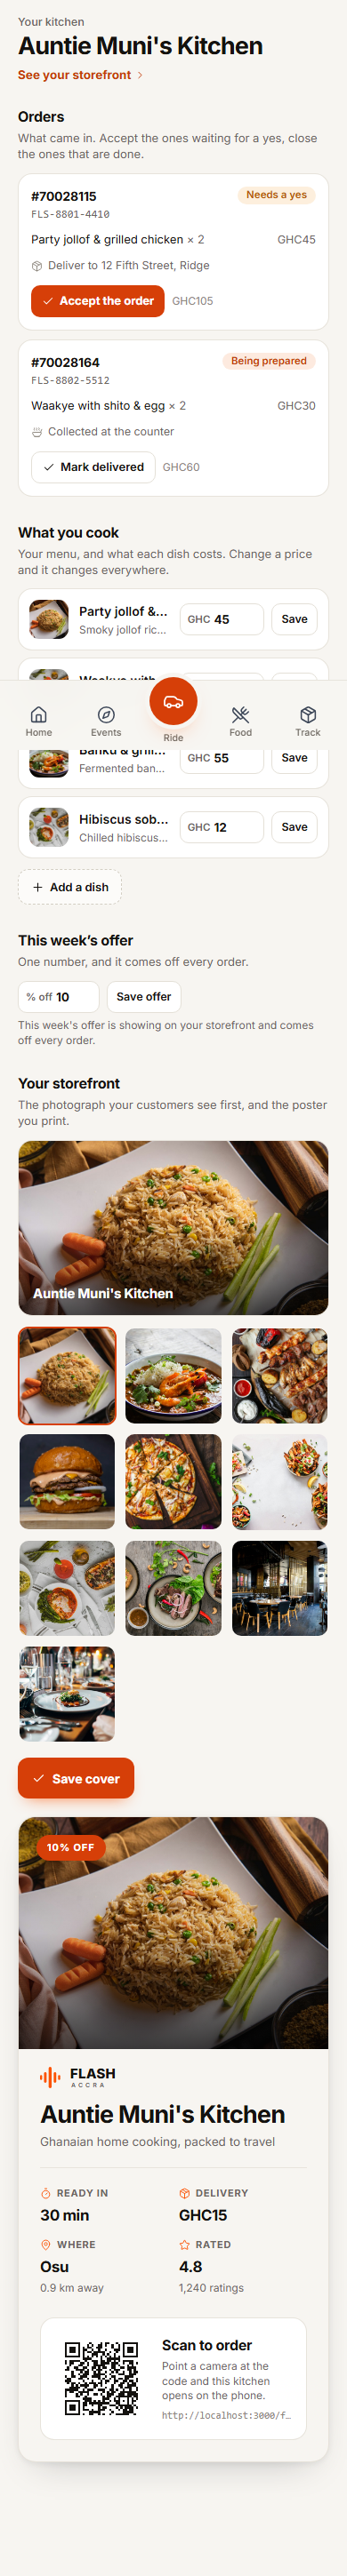 Your kitchen
Auntie Muni's Kitchen
See your storefront
Orders
What came in. Accept the ones waiting for a yes, close
the ones that are done.
#70028115
Needs a yes
FLS-8801-4410
Party jollof & grilled chicken × 2
GHC45
Deliver to 12 Fifth Street, Ridge
Accept the order
GHC105
#70028164
Being prepared
FLS-8802-5512
Waakye with shito & egg × 2
GHC30
Collected at the counter
Mark delivered
GHC60
What you cook
Your menu, and what each dish costs. Change a price
and it changes everywhere.
Party jollof &...
Smoky jollof ric...
GHC 45
Save
Home
Events
Ride
Food
Track
Banku & grill...
Fermented ban...
GHC 55
Save
Hibiscus sob...
Chilled hibiscus...
GHC 12
Save
Add a dish
This week’s offer
One number, and it comes off every order.
% off 10
Save offer
This week's offer is showing on your storefront and comes
off every order.
Your storefront
The photograph your customers see first, and the poster
you print.
Auntie Muni's Kitchen
Save cover
10% OFF
FLASH
ACCRA
Auntie Muni's Kitchen
Ghanaian home cooking, packed to travel
READY IN
30 min
DELIVERY
GHC15
WHERE
Osu
0.9 km away
RATED
4.8
1,240 ratings
Scan to order
Point a camera at the
code and this kitchen
opens on the phone.
http://localhost:3000/f…